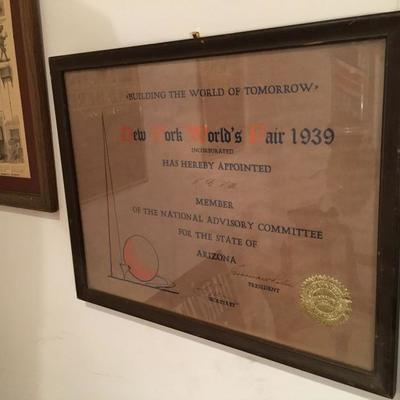 «BUILDING THE WORLD OF TOMORROW»
New York World's Fair 1939
INCORPORATED
HAS HEREBY APPOINTED
MEMBER
OF THE NATIONAL ADVISORY COMMITTEE
FOR THE STATE OF
ARIZONA
PRESIDENT
SECRETARY